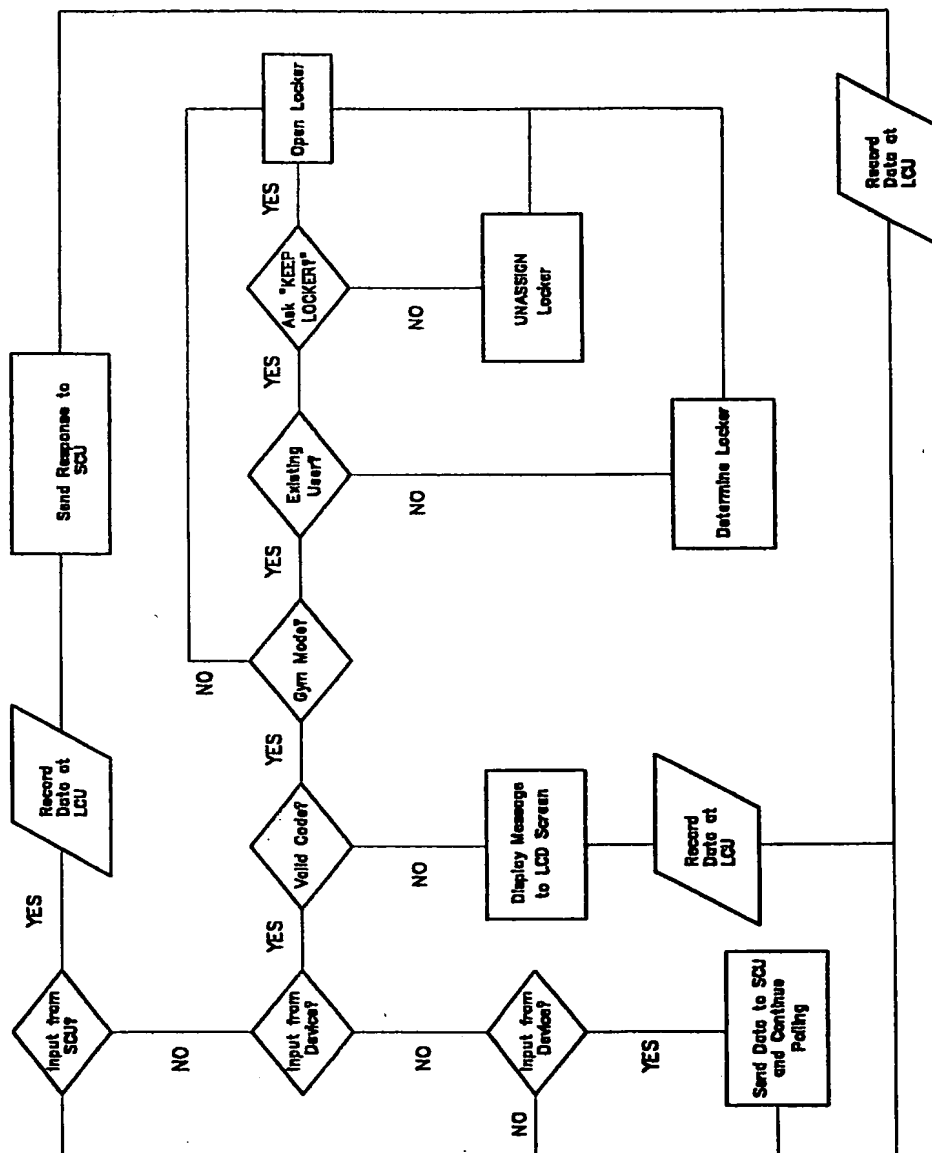 Input from
SCU?
YES
Record
Data at
LCU
Send Response to
SCU
NO
Input from
Device?
YES
Valid Code?
YES
Gym Mode?
NO
YES
Existing
User?
YES
Ask "KEEP
LOCKER?"
YES
Open Locker
NO
Input from
Device?
NO
YES
Send Data to SCU
and Continue
Polling
NO
Display Message
to LCD Screen
Record
Data at
LCU
NO
Determine Locker
NO
UNASSIGN
Locker
Record
Data at
LCU